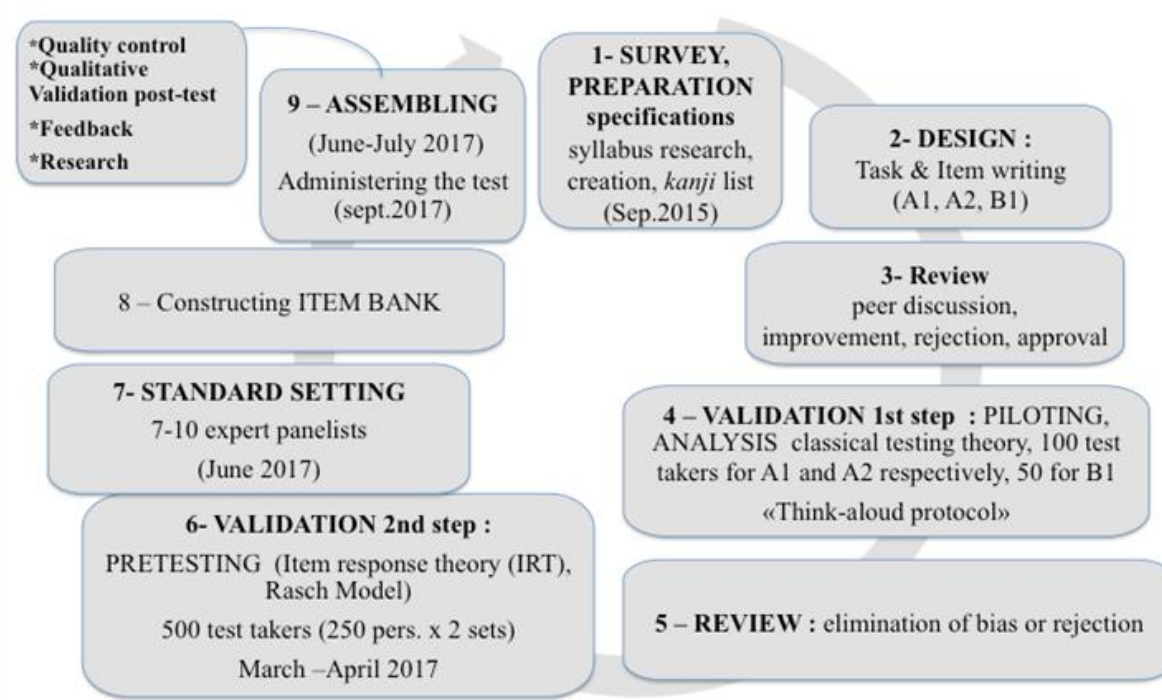 *Quality control
*Qualitative
Validation post-test
*Feedback
*Research
9 – ASSEMBLING
(June-July 2017)
Administering the test
(sept.2017)
1- SURVEY,
PREPARATION
specifications
syllabus research,
creation, kanji list
(Sep.2015)
2- DESIGN :
Task & Item writing
(A1, A2, B1)
3- Review
peer discussion,
improvement, rejection, approval
4 – VALIDATION 1st step : PILOTING,
ANALYSIS classical testing theory, 100 test
takers for A1 and A2 respectively, 50 for B1
«Think-aloud protocol»
5 – REVIEW : elimination of bias or rejection
6- VALIDATION 2nd step :
PRETESTING (Item response theory (IRT),
Rasch Model)
500 test takers (250 pers. x 2 sets)
March –April 2017
7- STANDARD SETTING
7-10 expert panelists
(June 2017)
8 – Constructing ITEM BANK